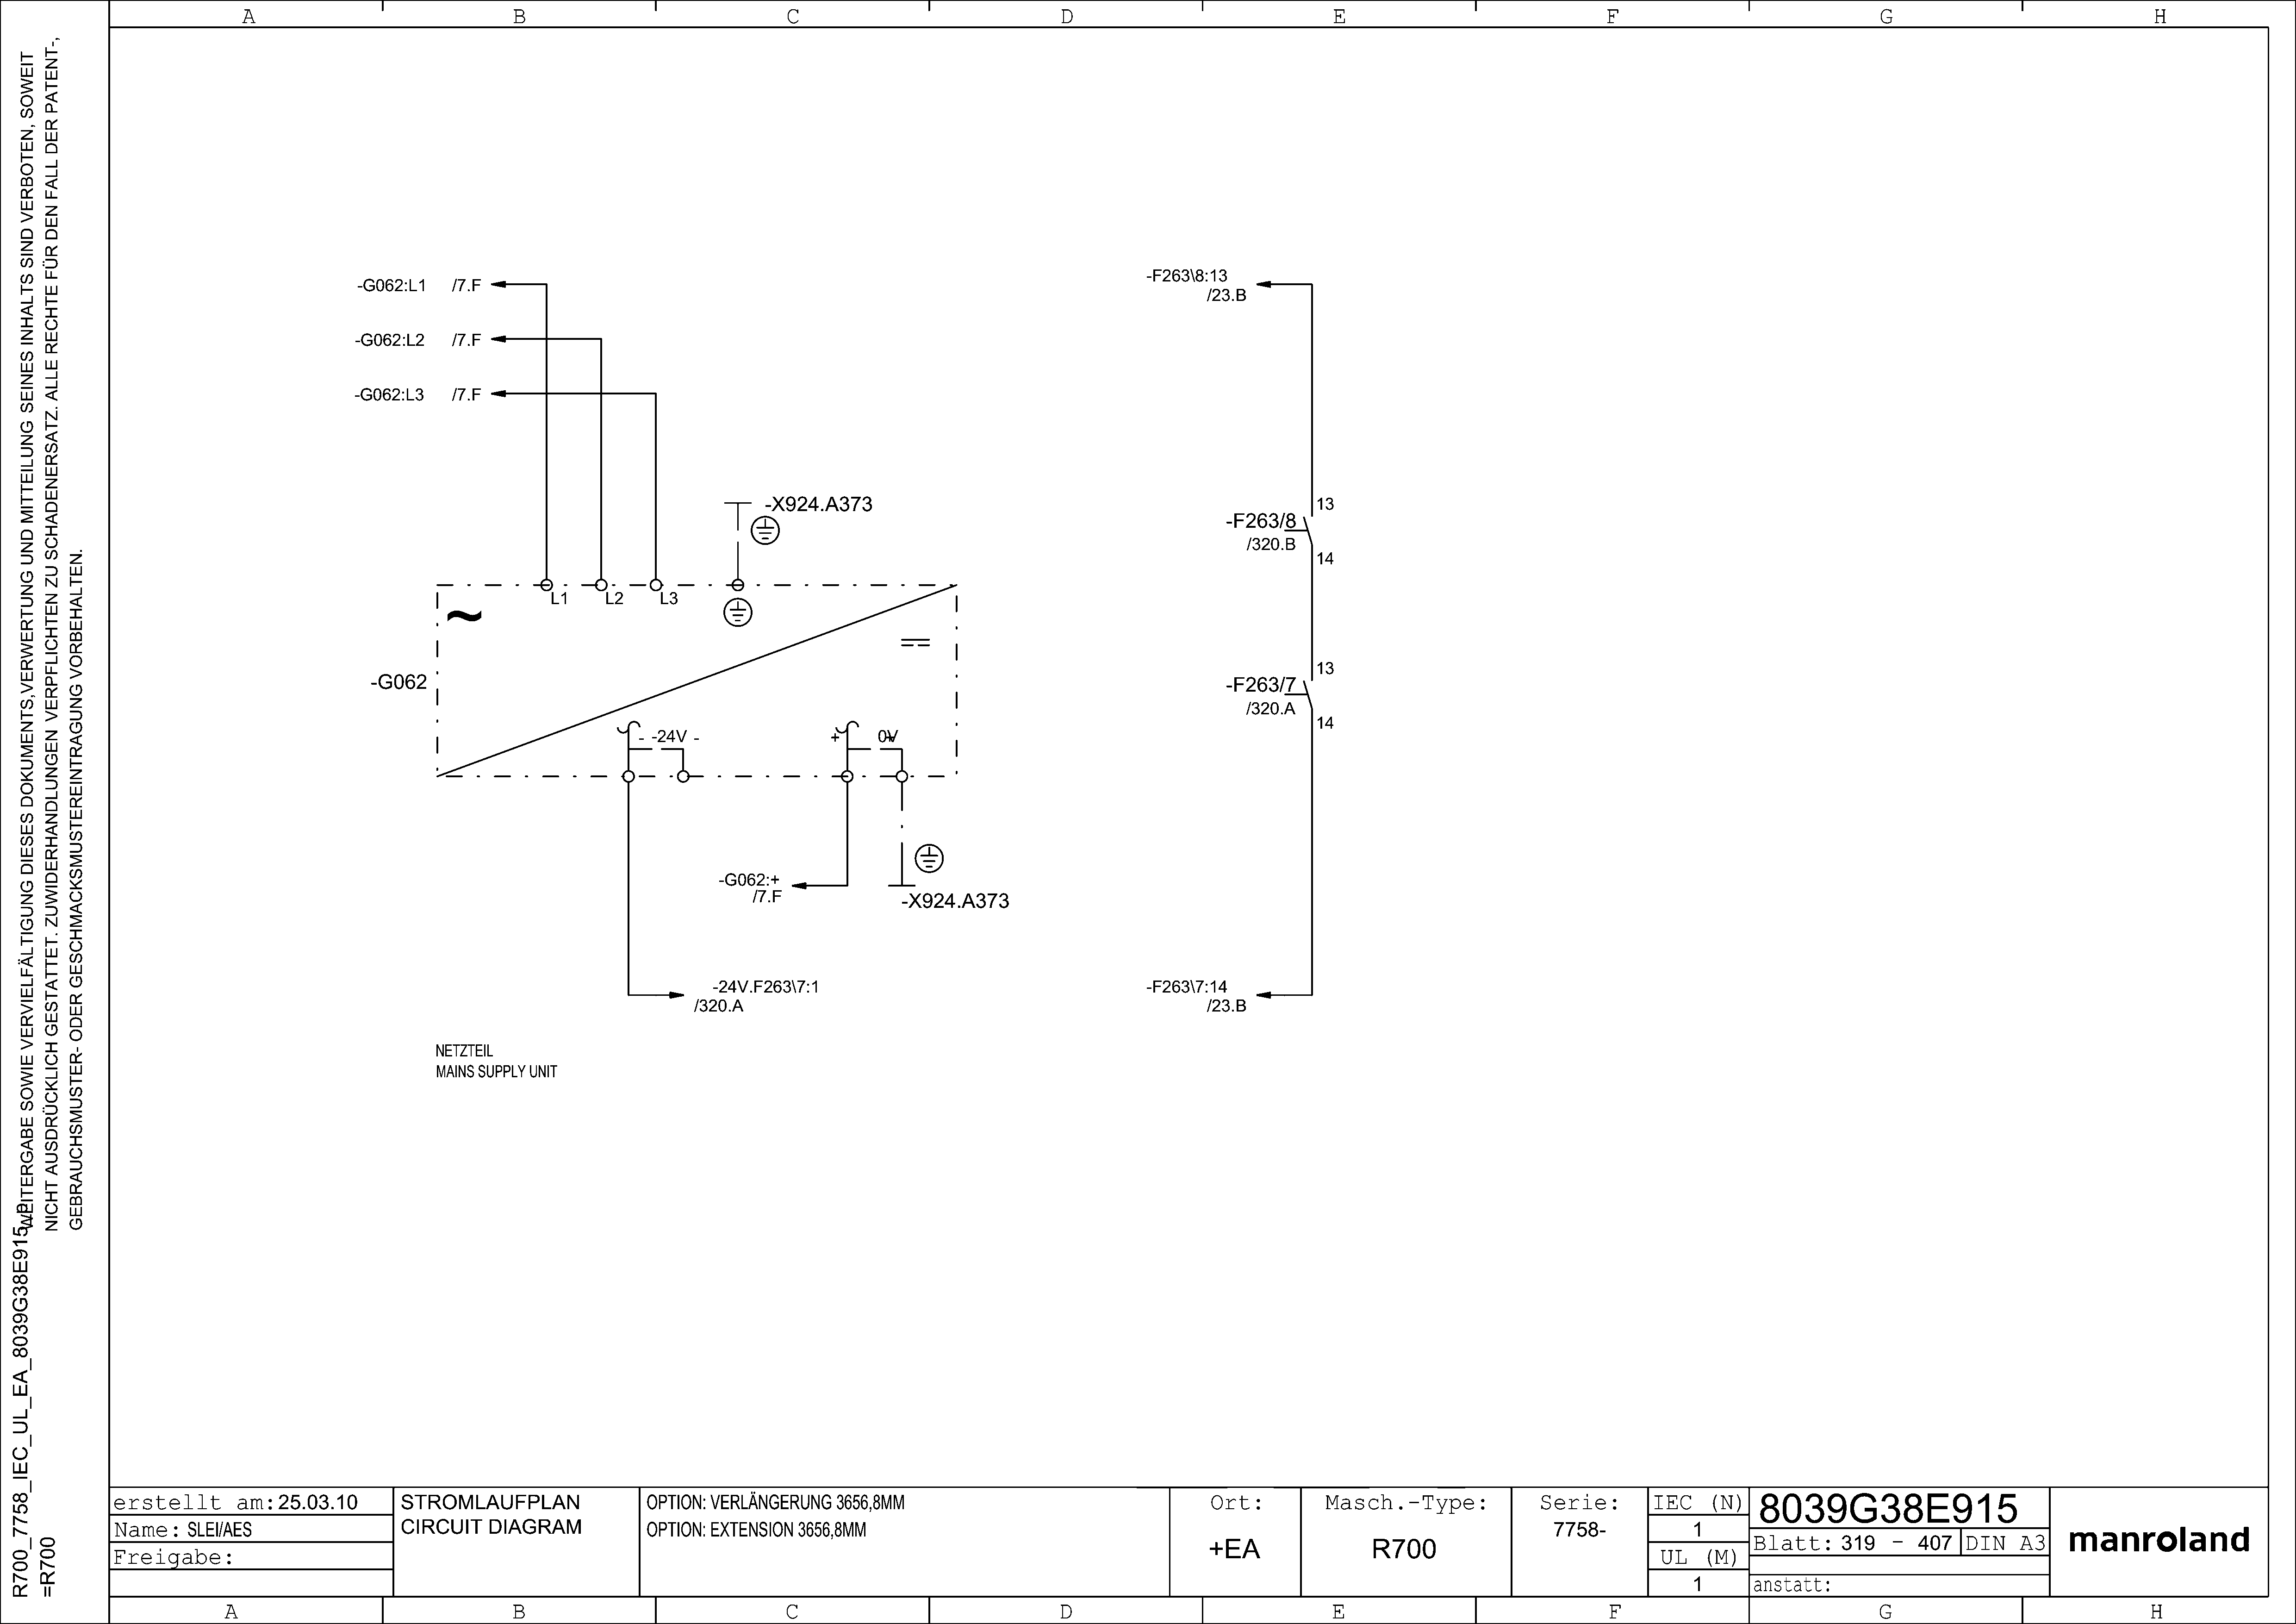 A B C D E F G H
WEITERGABE SOWIE VERVIELFÄLTIGUNG DIESES DOKUMENTS,VERWERTUNG UND MITTEILUNG SEINES INHALTS SIND VERBOTEN, SOWEIT
NICHT AUSDRÜCKLICH GESTATTET. ZUWIDERHANDLUNGEN VERPFLICHTEN ZU SCHADENERSATZ. ALLE RECHTE FÜR DEN FALL DER PATENT-,
GEBRAUCHSMUSTER- ODER GESCHMACKSMUSTEREINTRAGUNG VORBEHALTEN.
-G062:L1 /7.F
-G062:L2 /7.F
-G062:L3 /7.F
-X924.A373
L1 L2 L3
~
-G062
- -24V -
+ 0V +
-G062:+
/7.F
-X924.A373
-24V.F263\7:1
/320.A
NETZTEIL
MAINS SUPPLY UNIT
-F263\8:13
/23.B
13
-F263/8
/320.B
14
13
-F263/7
/320.A
14
-F263\7:14
/23.B
R700_7758_IEC_UL_EA_8039G38E915_
=R700
erstellt am: 25.03.10
Name: SLEI/AES
Freigabe:
STROMLAUFPLAN
CIRCUIT DIAGRAM
OPTION: VERLÄNGERUNG 3656,8MM
OPTION: EXTENSION 3656,8MM
Ort:
+EA
Masch.-Type:
R700
Serie:
7758-
IEC (N)
1
UL (M)
1
8039G38E915
Blatt: 319 - 407 DIN A3
anstatt:
manroland
A B C D E F G H